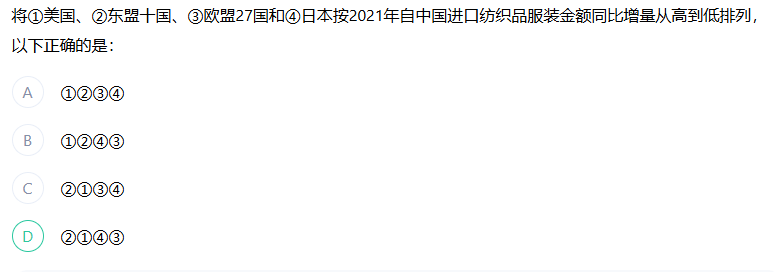 将①美国、②东盟十国、③欧盟27国和④日本按2021年自中国进口纺织品服装金额同比增量从高到低排列，
以下正确的是：
A ①②③④
B ①②④③
C ②①③④
D ②①④③